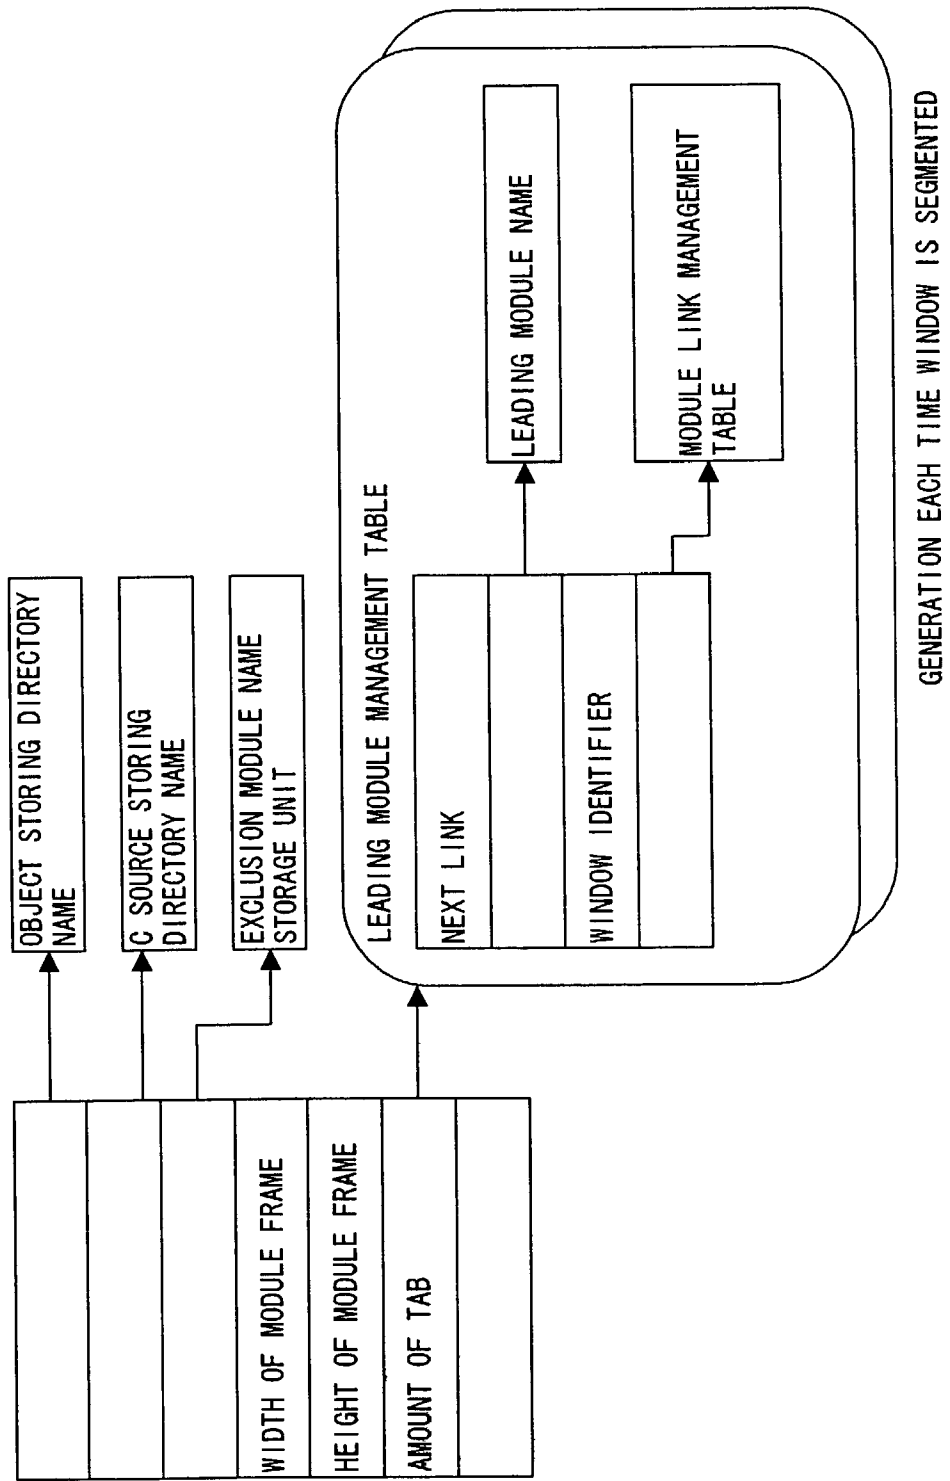 OBJECT STORING DIRECTORY
NAME
C SOURCE STORING
DIRECTORY NAME
EXCLUSION MODULE NAME
STORAGE UNIT
WIDTH OF MODULE FRAME
HEIGHT OF MODULE FRAME
AMOUNT OF TAB
LEADING MODULE MANAGEMENT TABLE
NEXT LINK
WINDOW IDENTIFIER
LEADING MODULE NAME
MODULE LINK MANAGEMENT
TABLE
GENERATION EACH TIME WINDOW IS SEGMENTED